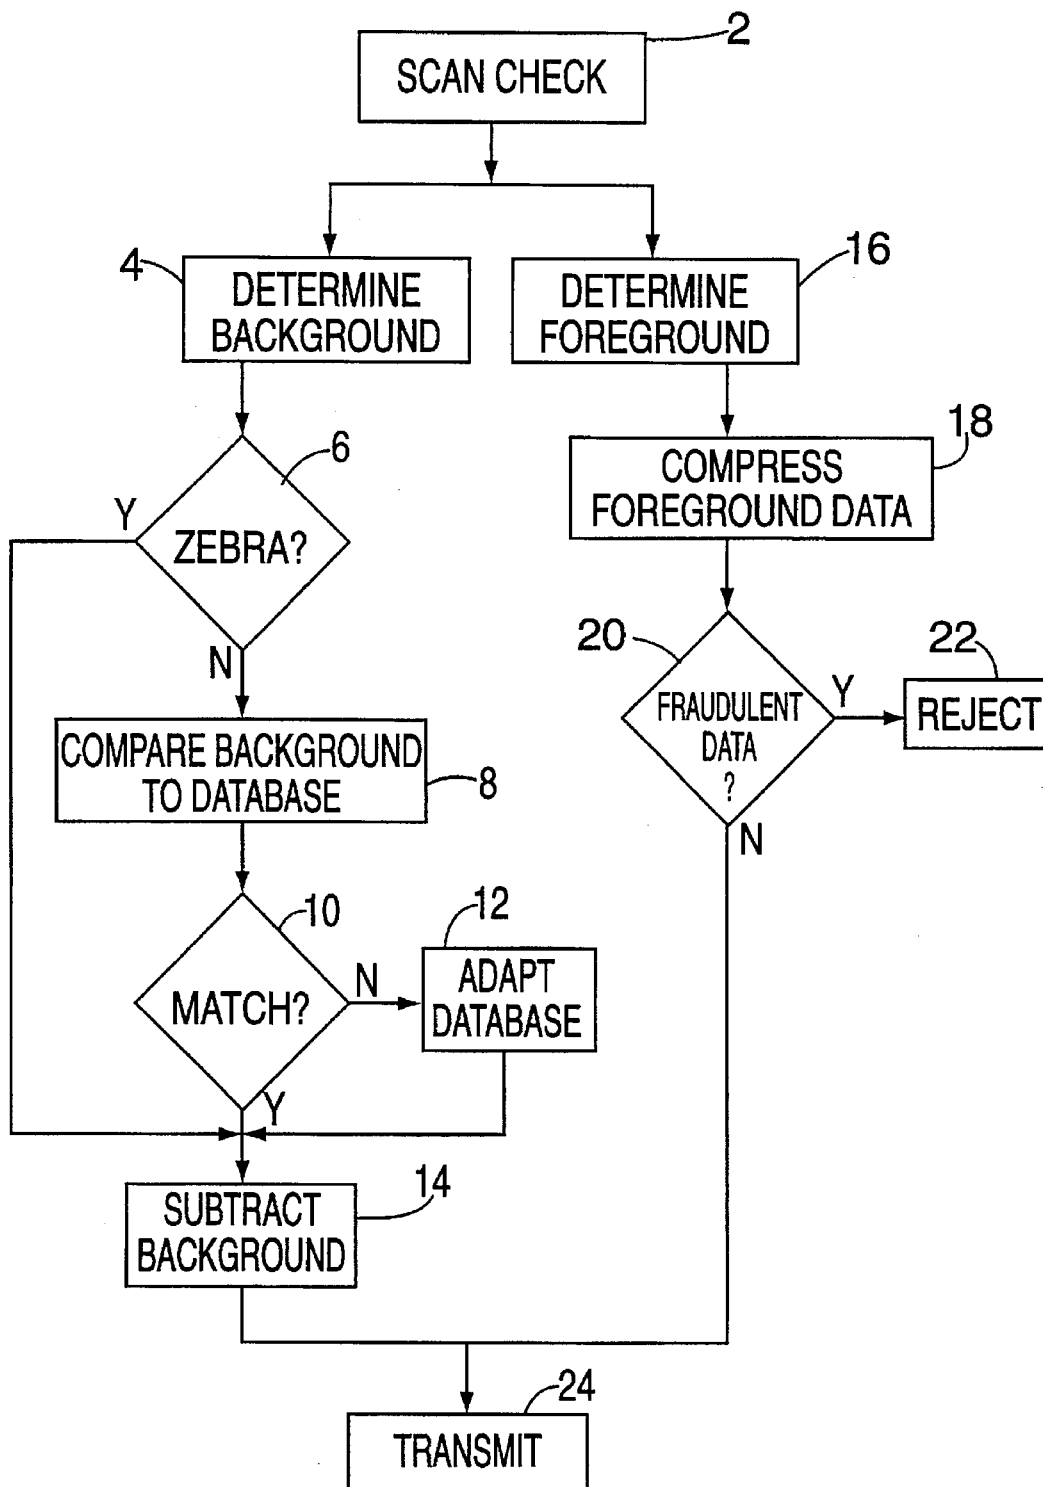 2
SCAN CHECK
4
DETERMINE
BACKGROUND
16
DETERMINE
FOREGROUND
6
Y
ZEBRA?
N
18
COMPRESS
FOREGROUND DATA
20
FRAUDULENT
DATA
?
Y
N
22
REJECT
COMPARE BACKGROUND
TO DATABASE
8
10
MATCH?
N
Y
12
ADAPT
DATABASE
14
SUBTRACT
BACKGROUND
24
TRANSMIT